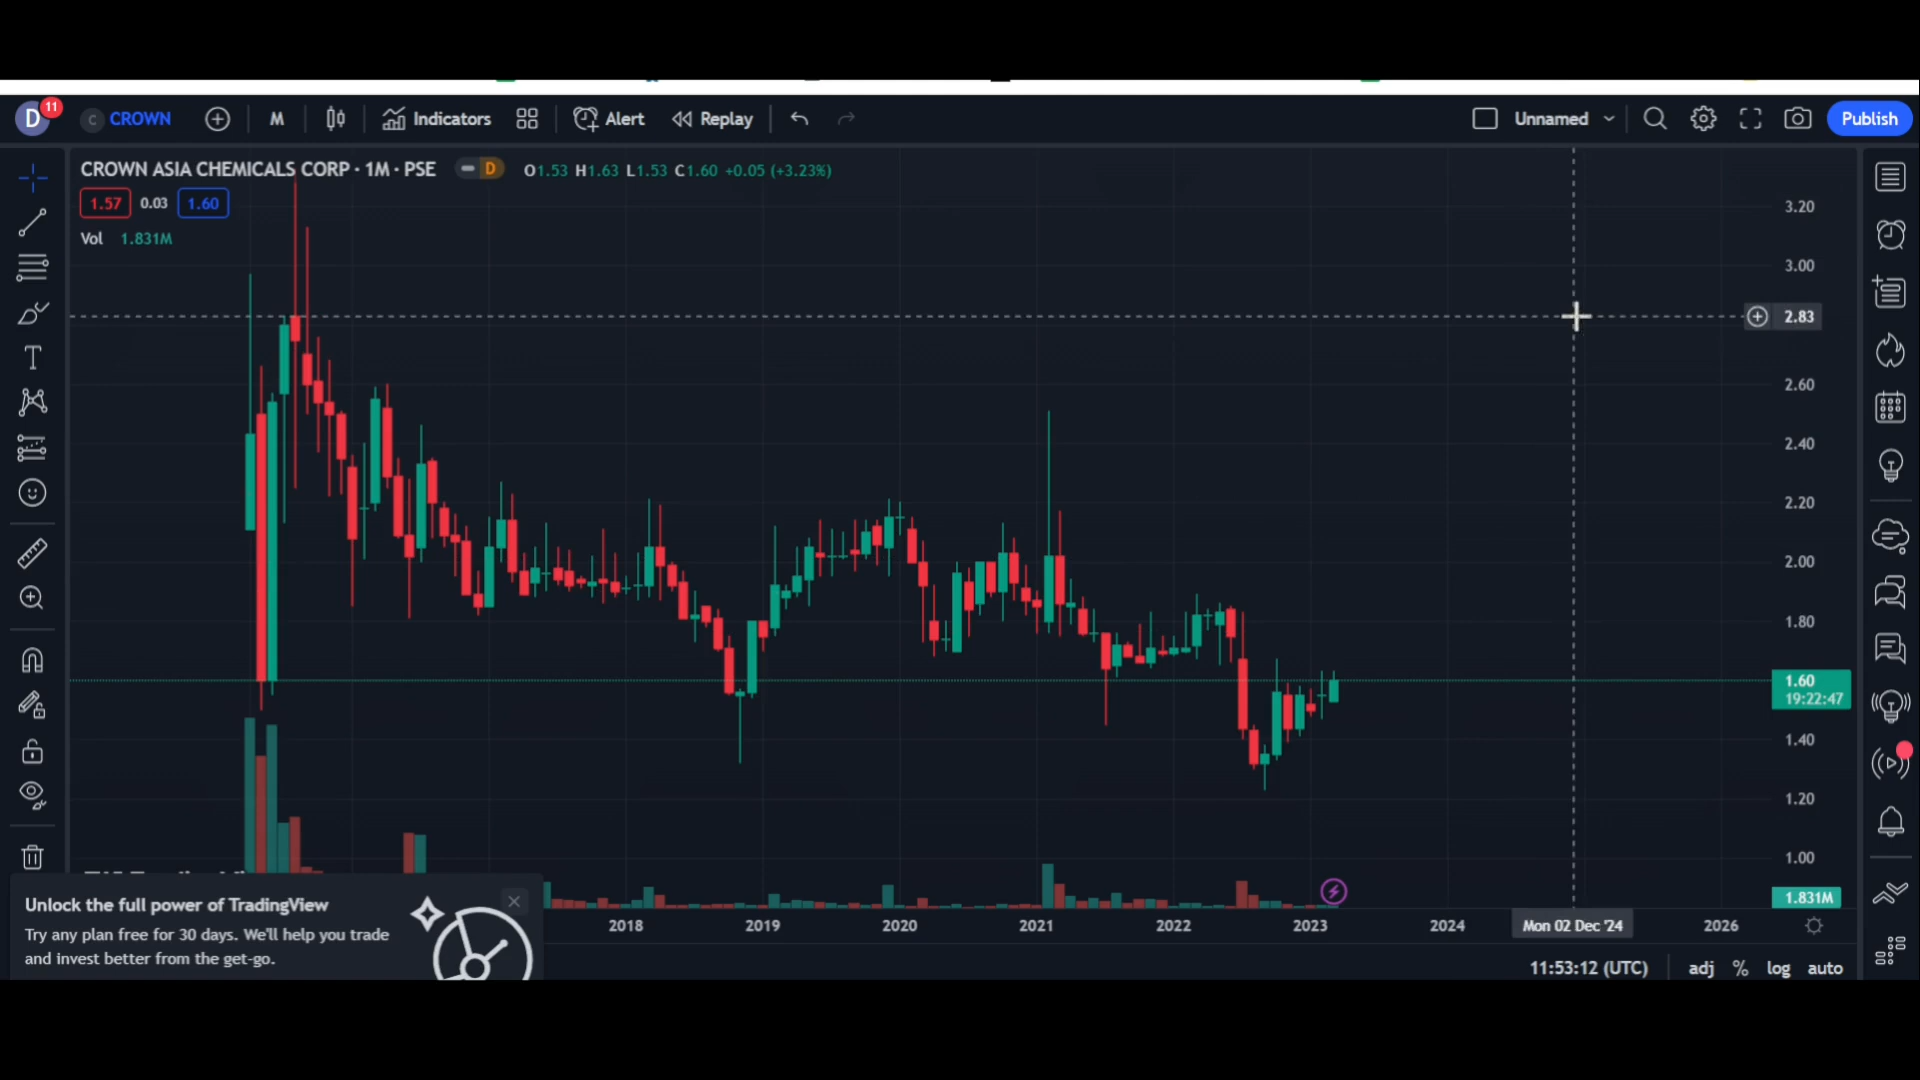 D 11 C CROWN M Indicators Alert Replay Unnamed Publish
CROWN ASIA CHEMICALS CORP · 1M · PSE D O1.53 H1.63 L1.53 C1.60 +0.05 (+3.23%)
1.57 0.03 1.60
Vol 1.831M
3.20
3.00
2.83
2.60
2.40
2.20
2.00
1.80
1.60
19:22:47
1.40
1.20
1.00
1.831M
Unlock the full power of TradingView
Try any plan free for 30 days. We'll help you trade
and invest better from the get-go.
2018 2019 2020 2021 2022 2023 2024 Mon 02 Dec '24 2026
11:53:12 (UTC) adj % log auto